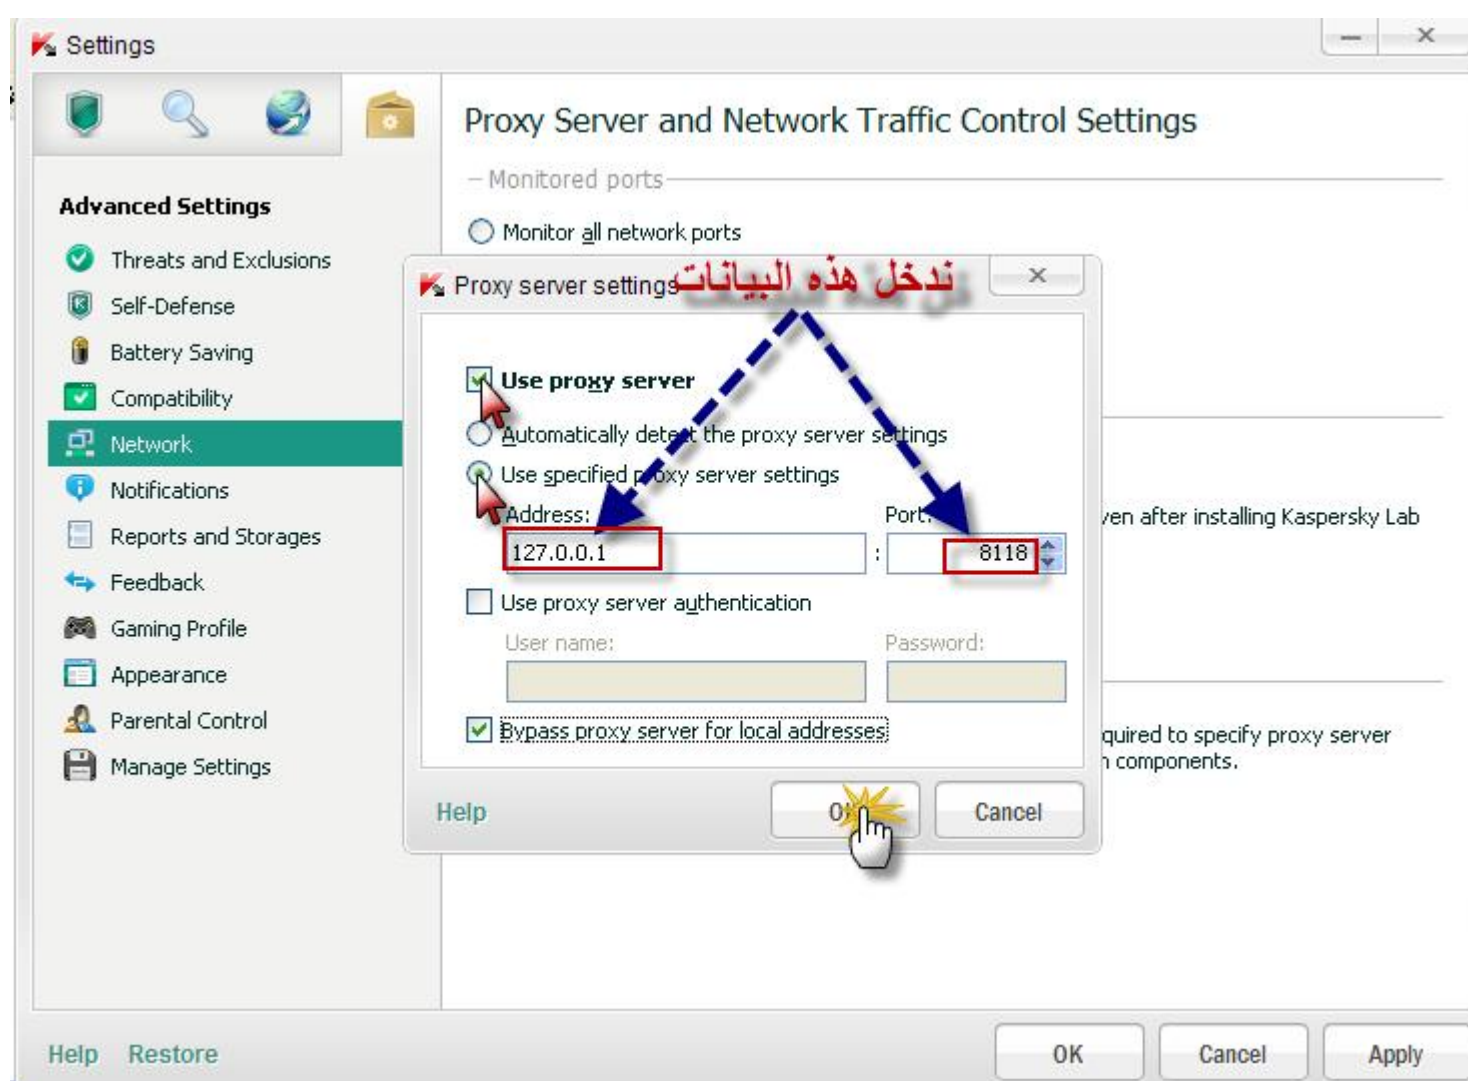 Settings
Proxy Server and Network Traffic Control Settings
Monitored ports
Monitor all network ports
Advanced Settings
Threats and Exclusions
Self-Defense
Battery Saving
Compatibility
Network
Notifications
Reports and Storages
Feedback
Gaming Profile
Appearance
Parental Control
Manage Settings
Proxy server settings
ندخل هذه البيانات
Use proxy server
Automatically detect the proxy server settings
Use specified proxy server settings
Address: Port:
127.0.0.1 : 8118
Use proxy server authentication
User name: Password:
Bypass proxy server for local addresses
Help OK Cancel
ven after installing Kaspersky Lab
quired to specify proxy server
n components.
Help Restore OK Cancel Apply